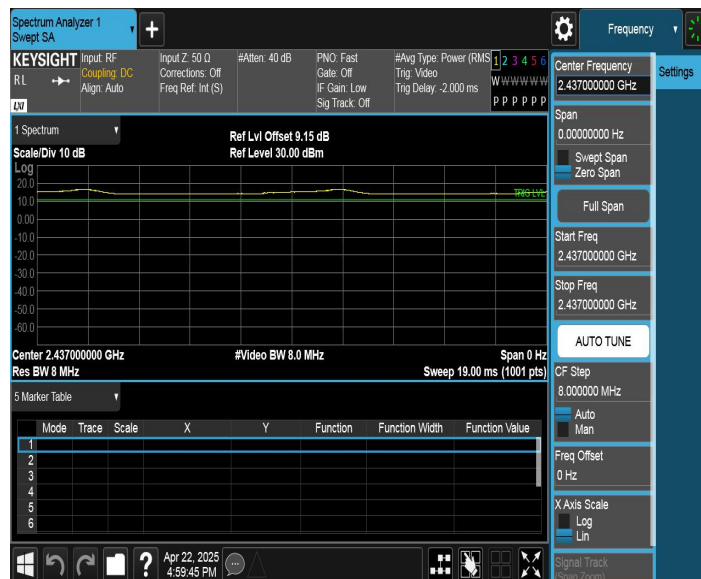 Spectrum Analyzer 1
Swept SA
Frequency
KEYSIGHT
RL
LXI
Input: RF
Coupling: DC
Align: Auto
Input Z: 50 Ω
Corrections: Off
Freq Ref: Int (S)
#Atten: 40 dB
PNO: Fast
Gate: Off
IF Gain: Low
Sig Track: Off
#Avg Type: Power (RMS
Trig: Video
Trig Delay: -2.000 ms
1 2 3 4 5 6
W W W W W W
P P P P P P
1 Spectrum
Scale/Div 10 dB
Ref Lvl Offset 9.15 dB
Ref Level 30.00 dBm
Log
20.0
10.0
0.00
-10.0
-20.0
-30.0
-40.0
-50.0
-60.0
TRIG LVL
Center 2.437000000 GHz
#Video BW 8.0 MHz
Span 0 Hz
Res BW 8 MHz
Sweep 19.00 ms (1001 pts)
5 Marker Table
Mode Trace Scale X Y Function Function Width Function Value
1
2
3
4
5
6
Apr 22, 2025
4:59:45 PM
Center Frequency
2.437000000 GHz
Settings
Span
0.00000000 Hz
Swept Span
Zero Span
Full Span
Start Freq
2.437000000 GHz
Stop Freq
2.437000000 GHz
AUTO TUNE
CF Step
8.000000 MHz
Auto
Man
Freq Offset
0 Hz
X Axis Scale
Log
Lin
Signal Track
(Span Zoom)